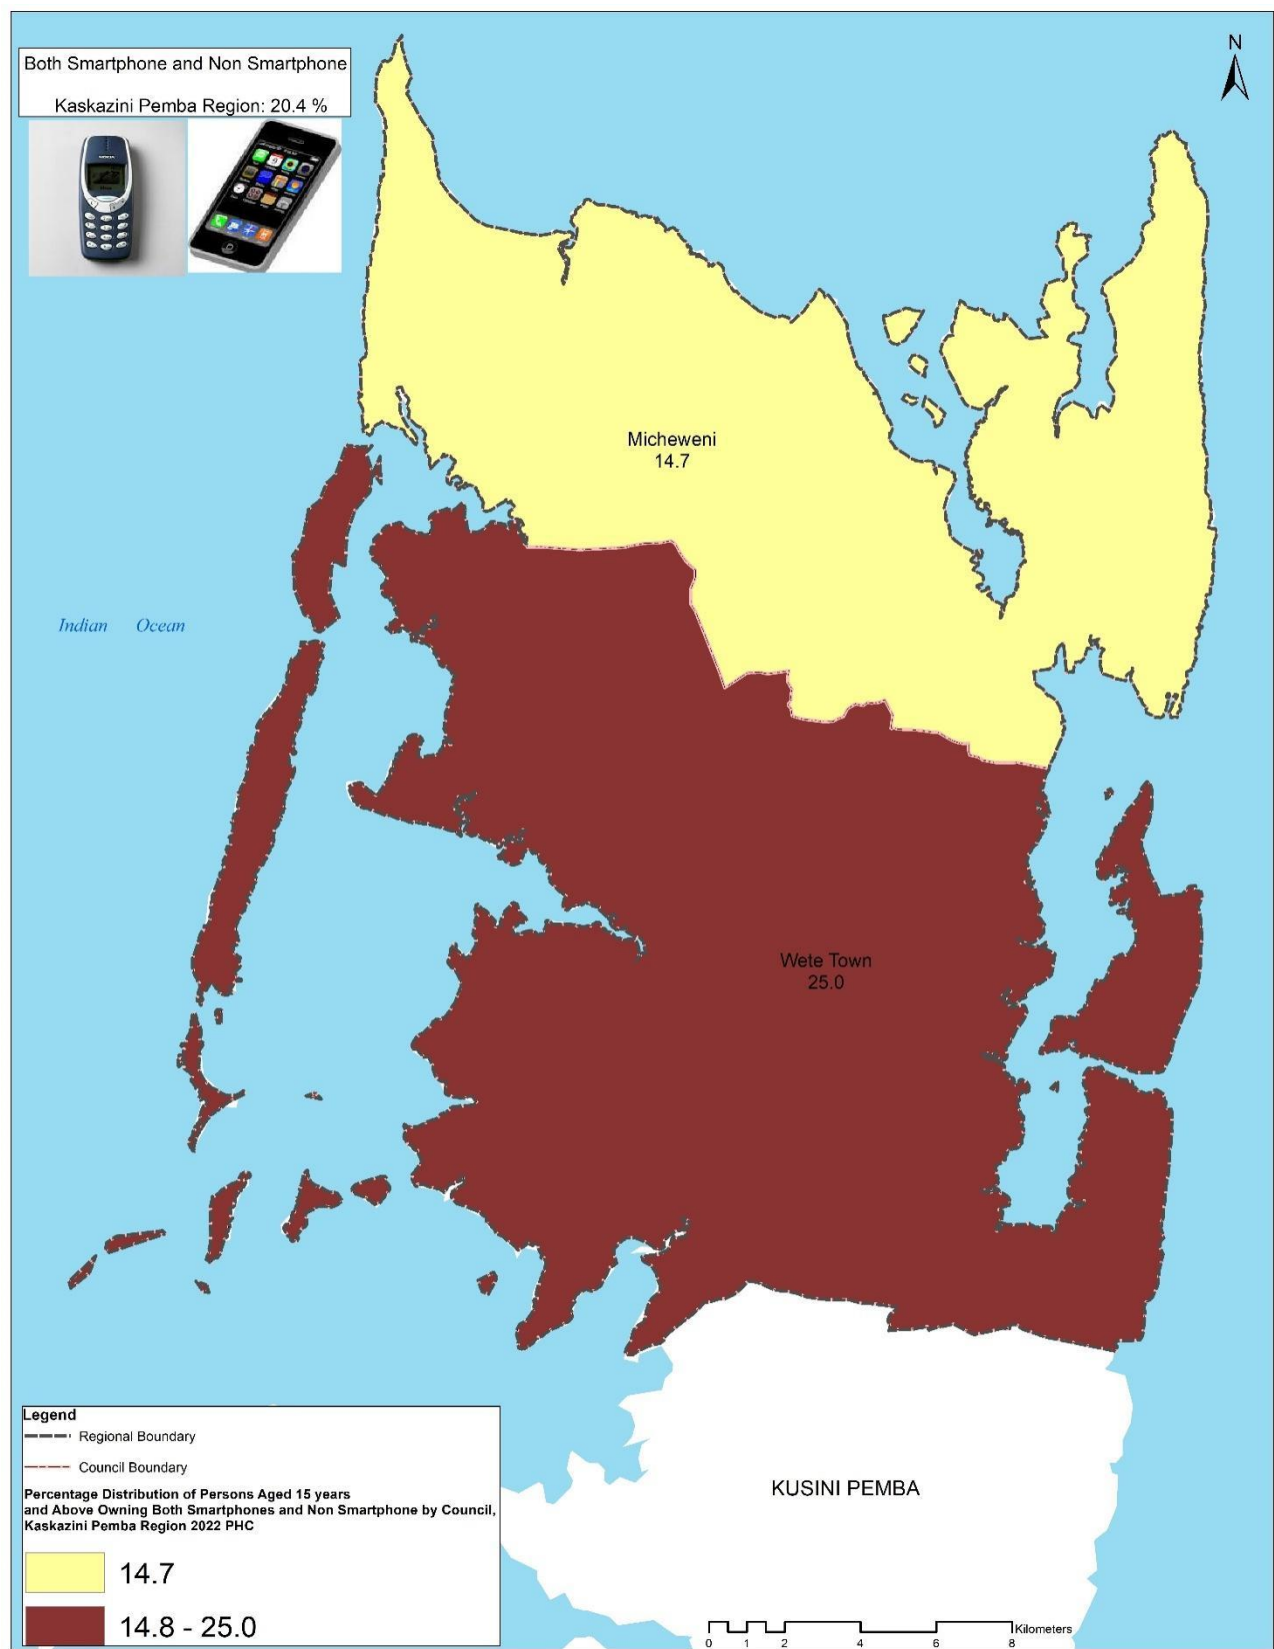 Both Smartphone and Non Smartphone
Kaskazini Pemba Region: 20.4 %
N
NOKIA
Micheweni
14.7
Indian Ocean
Wete Town
25.0
KUSINI PEMBA
Legend
Regional Boundary
Council Boundary
Percentage Distribution of Persons Aged 15 years
and Above Owning Both Smartphones and Non Smartphone by Council,
Kaskazini Pemba Region 2022 PHC
14.7
14.8 - 25.0
Kilometers
0 1 2 4 6 8